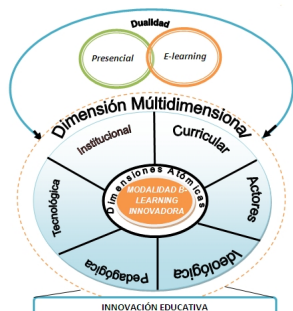 Dualidad
Presencial
E-learning
Dimensión Múltidimensional
Institucional
Curricular
Tecnológica
Actores
Pedagógica
Ideológica
Dimensiones Atómicas
MODALIDAD B-
LEARNING
INNOVADORA
INNOVACIÓN EDUCATIVA